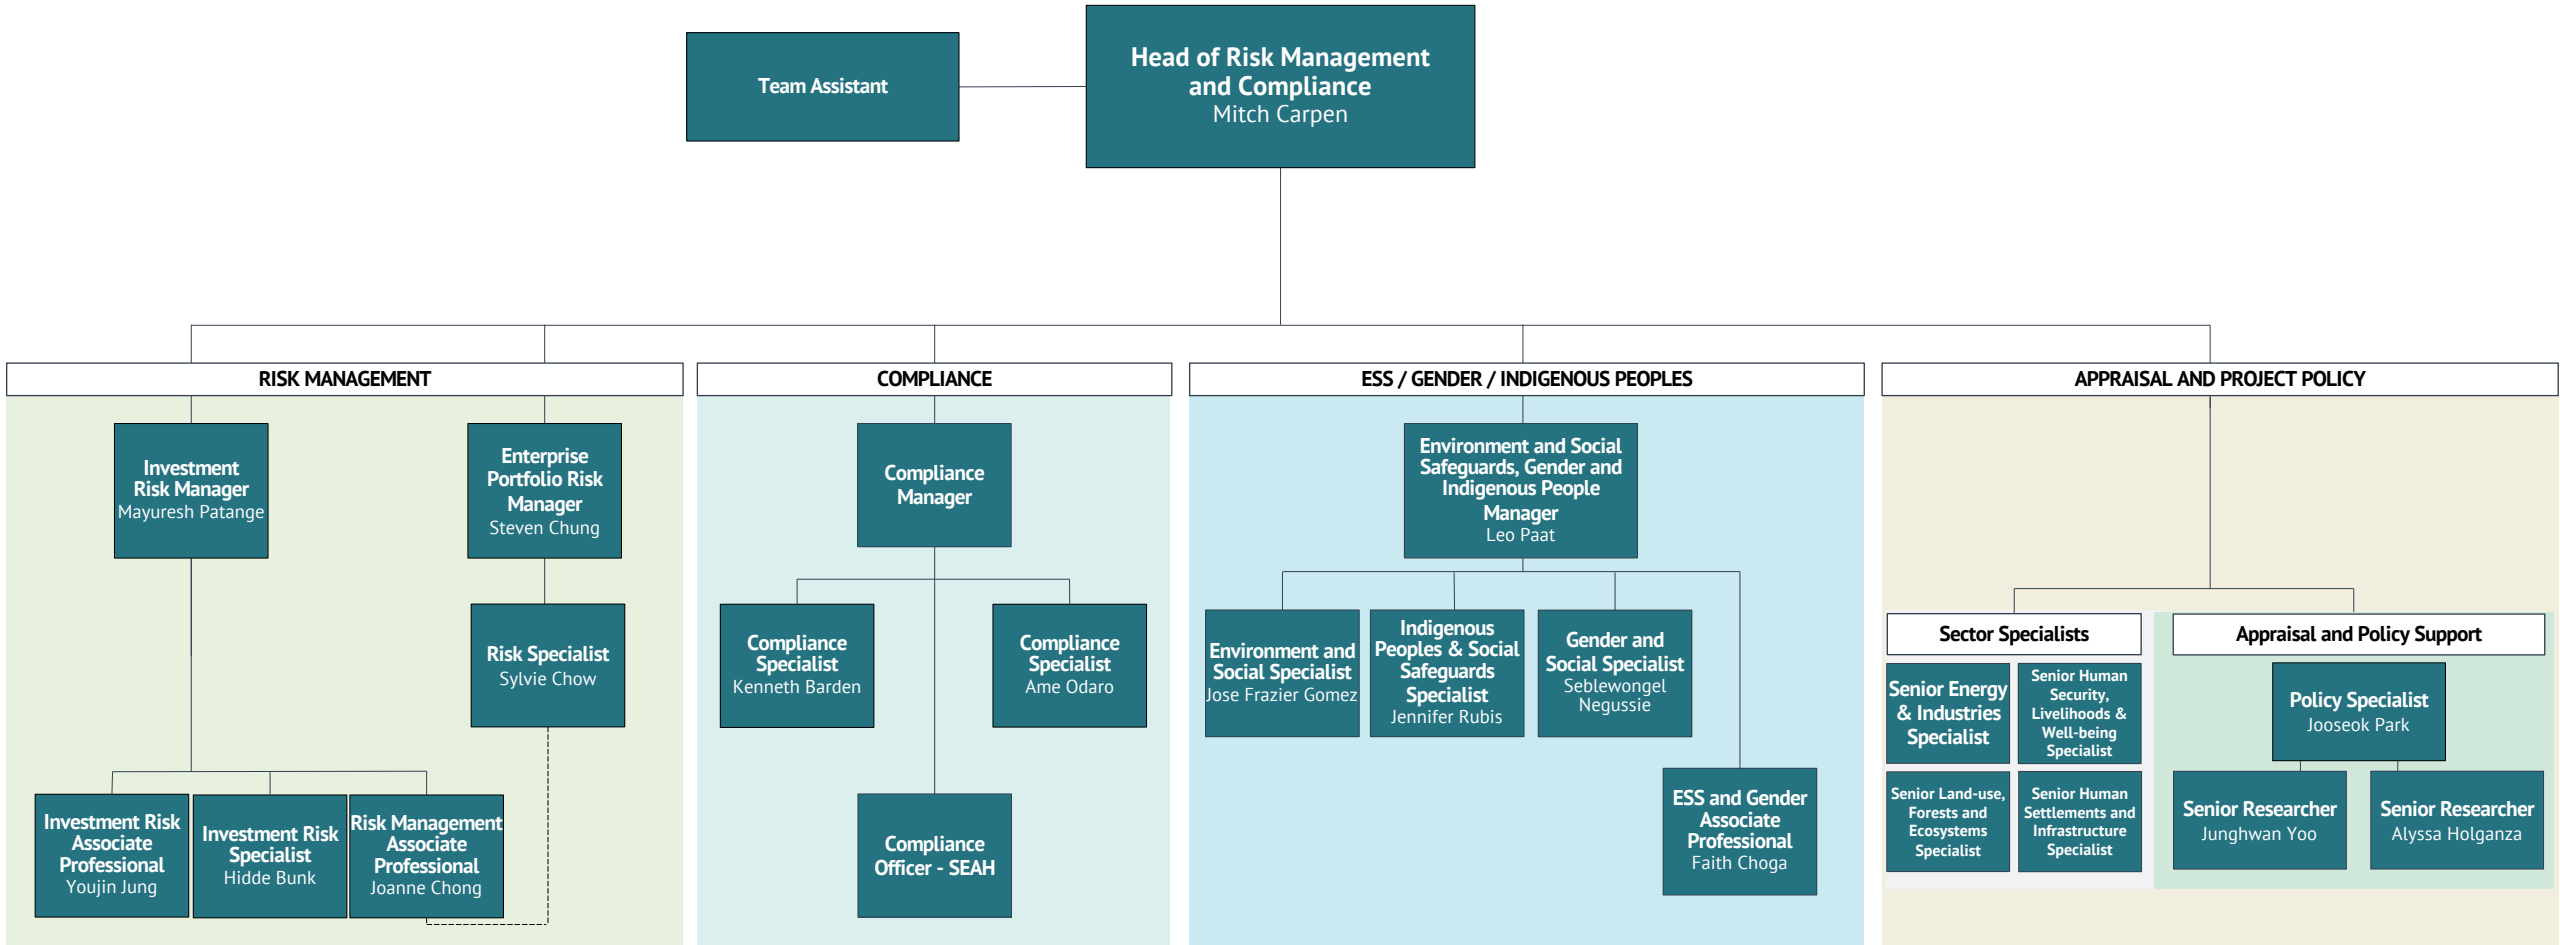 Team Assistant
Head of Risk Management
and Compliance
Mitch Carpen
RISK MANAGEMENT
Investment
Risk Manager
Mayuresh Patange
Enterprise
Portfolio Risk
Manager
Steven Chung
Risk Specialist
Sylvie Chow
Investment Risk
Associate
Professional
Youjin Jung
Investment Risk
Specialist
Hidde Bunk
Risk Management
Associate
Professional
Joanne Chong
COMPLIANCE
Compliance
Manager
Compliance
Specialist
Kenneth Barden
Compliance
Specialist
Ame Odaro
Compliance
Officer - SEAH
ESS / GENDER / INDIGENOUS PEOPLES
Environment and Social
Safeguards, Gender and
Indigenous People
Manager
Leo Paat
Environment and
Social Specialist
Jose Frazier Gomez
Indigenous
Peoples & Social
Safeguards
Specialist
Jennifer Rubis
Gender and
Social Specialist
Seblewongel
Negussie
ESS and Gender
Associate
Professional
Faith Choga
APPRAISAL AND PROJECT POLICY
Sector Specialists
Senior Energy
& Industries
Specialist
Senior Human
Security,
Livelihoods &
Well-being
Specialist
Senior Land-use,
Forests and
Ecosystems
Specialist
Senior Human
Settlements and
Infrastructure
Specialist
Appraisal and Policy Support
Policy Specialist
Jooseok Park
Senior Researcher
Junghwan Yoo
Senior Researcher
Alyssa Holganza